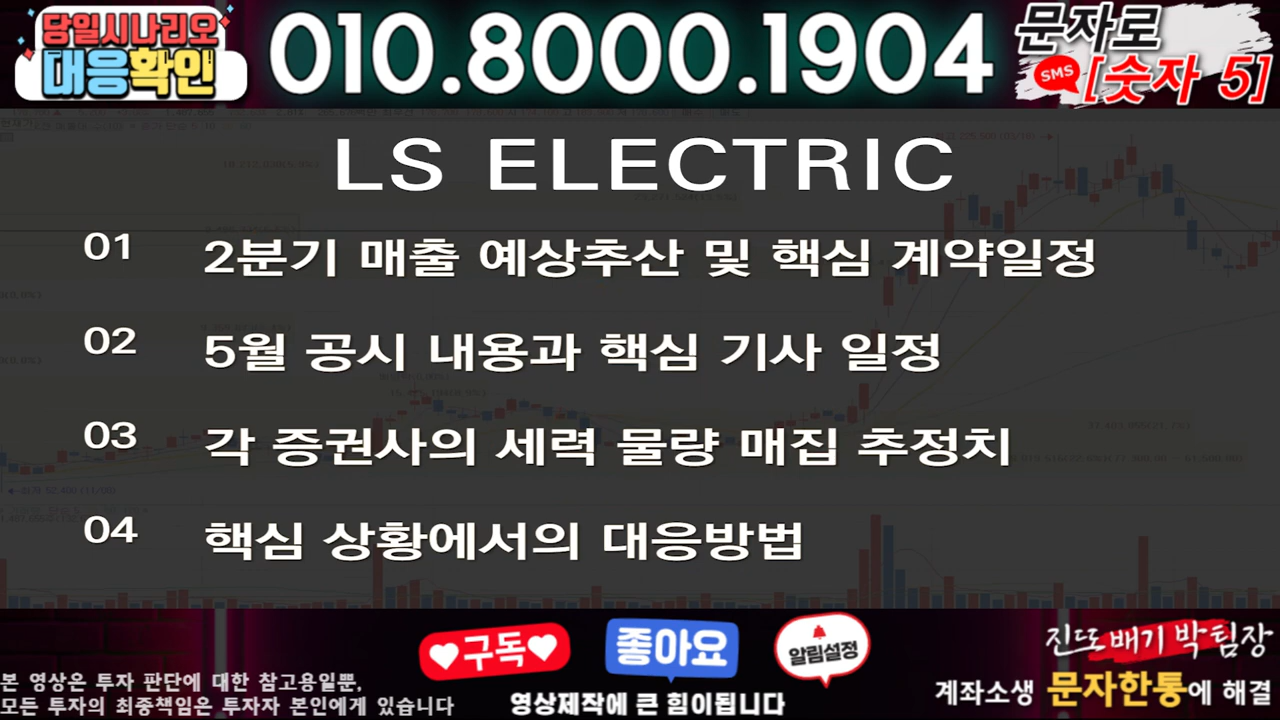 당일시나리오
대응확인
010.8000.1904
문자로
SMS [숫자 5]
LS ELECTRIC
01 2분기 매출 예상추산 및 핵심 계약일정
02 5월 공시 내용과 핵심 기사 일정
03 각 증권사의 세력 물량 매집 추정치
04 핵심 상황에서의 대응방법
구독 좋아요 알림설정
영상제작에 큰 힘이됩니다
본 영상은 투자 판단에 대한 참고용일뿐,
모든 투자의 최종책임은 투자자 본인에게 있습니다
진또배기 박팀장
계좌소생 문자한통에 해결